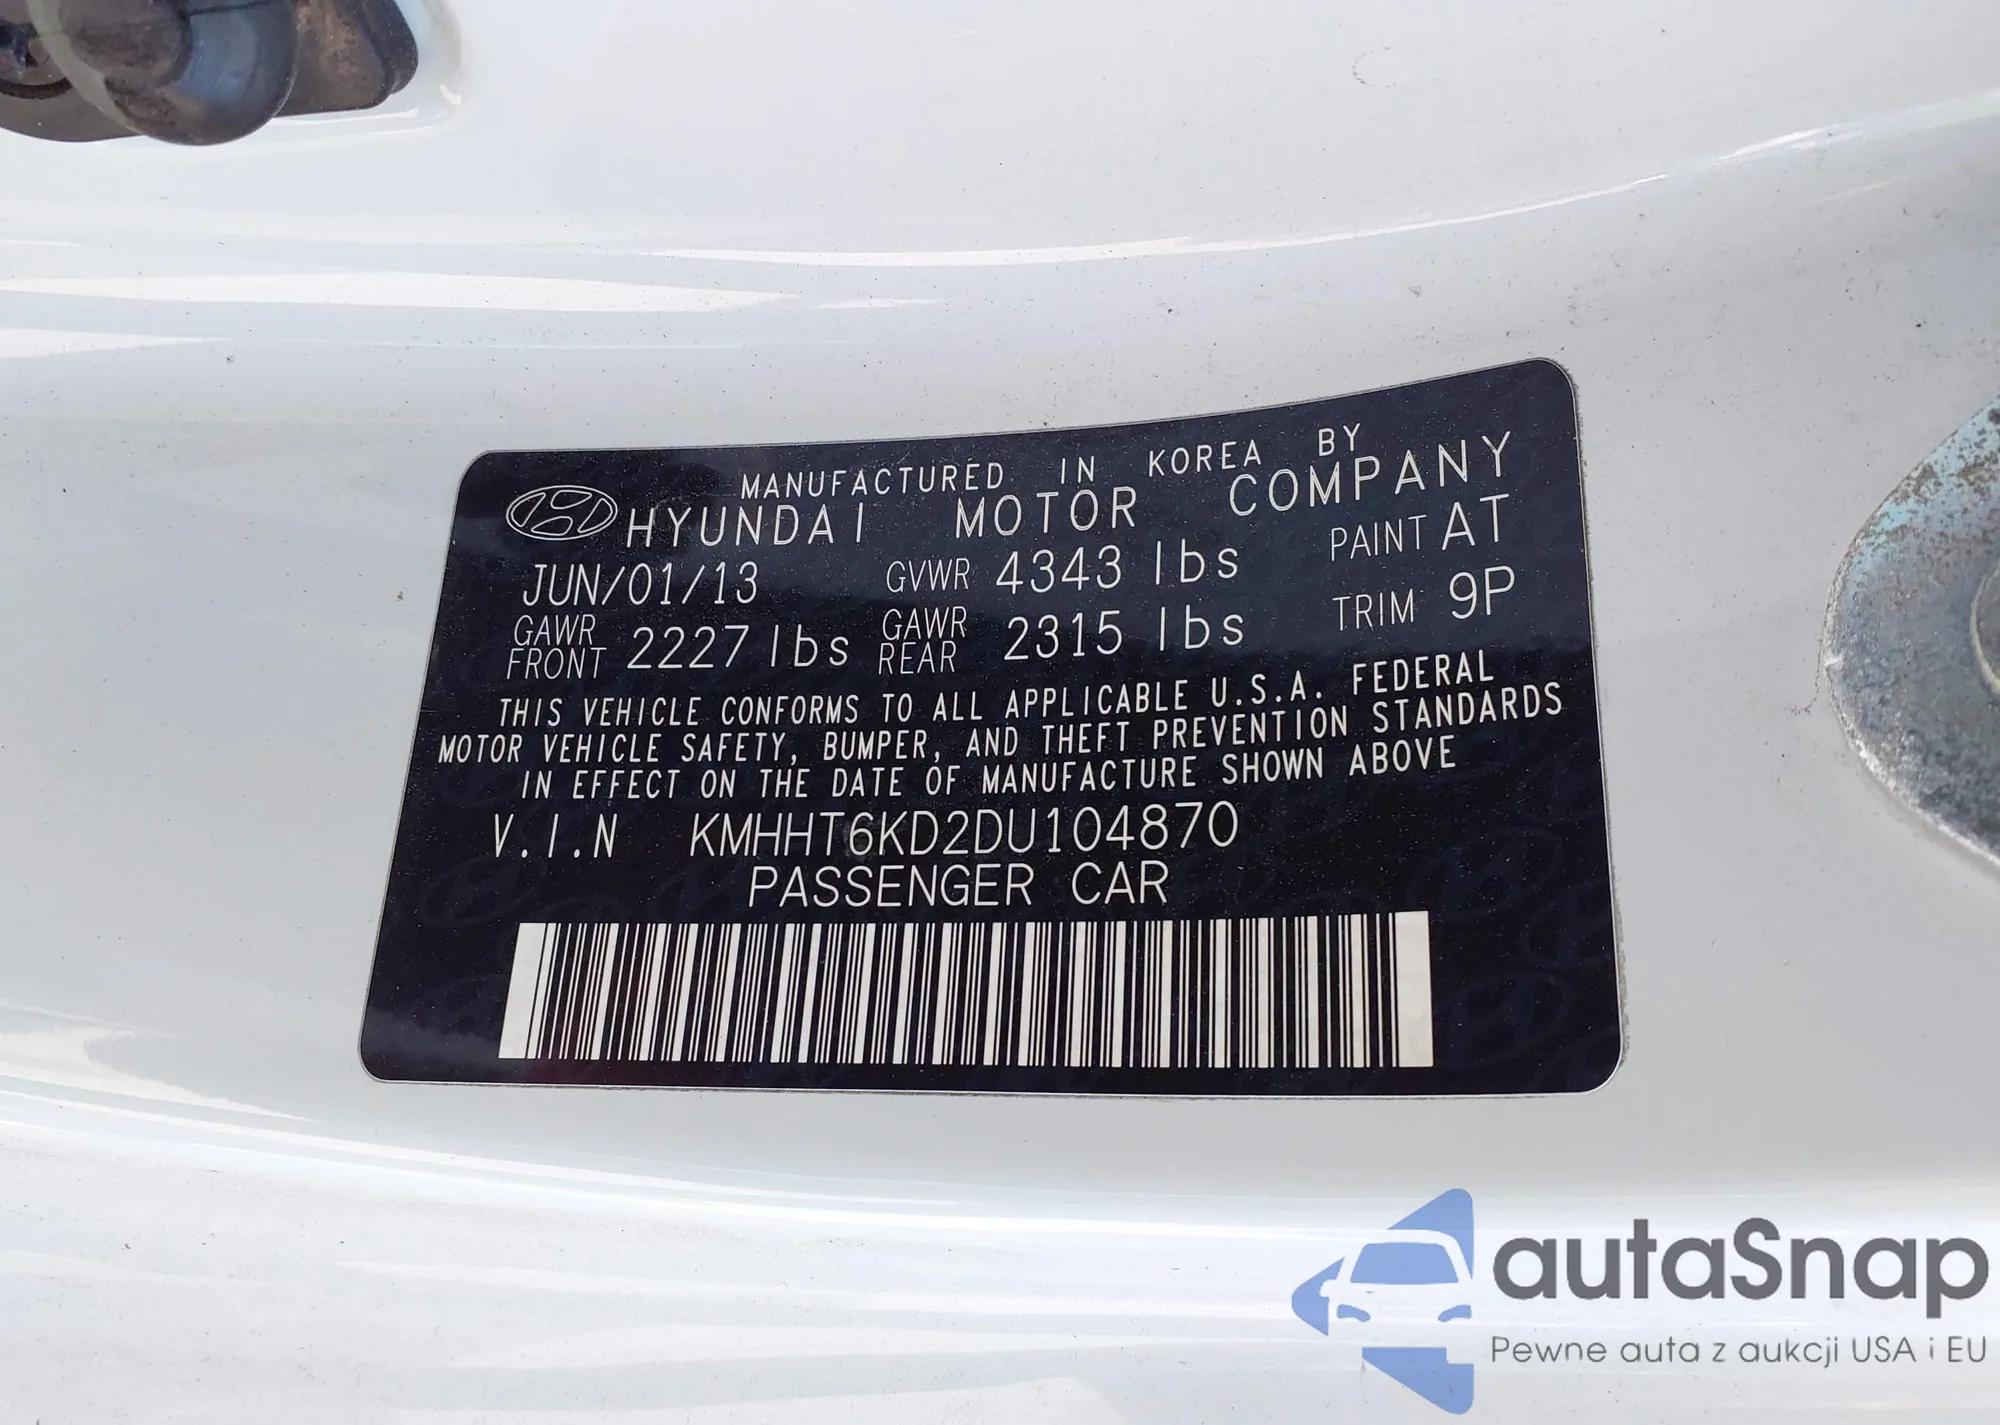 MANUFACTURED IN KOREA BY
HYUNDAI MOTOR COMPANY
JUN/01/13 GVWR 4343 lbs PAINT AT
GAWR FRONT 2227 lbs GAWR REAR 2315 lbs TRIM 9P
THIS VEHICLE CONFORMS TO ALL APPLICABLE U.S.A. FEDERAL
MOTOR VEHICLE SAFETY, BUMPER, AND THEFT PREVENTION STANDARDS
IN EFFECT ON THE DATE OF MANUFACTURE SHOWN ABOVE
V.I.N KMHHT6KD2DU104870
PASSENGER CAR
autaSnap
Pewne auta z aukcji USA i EU